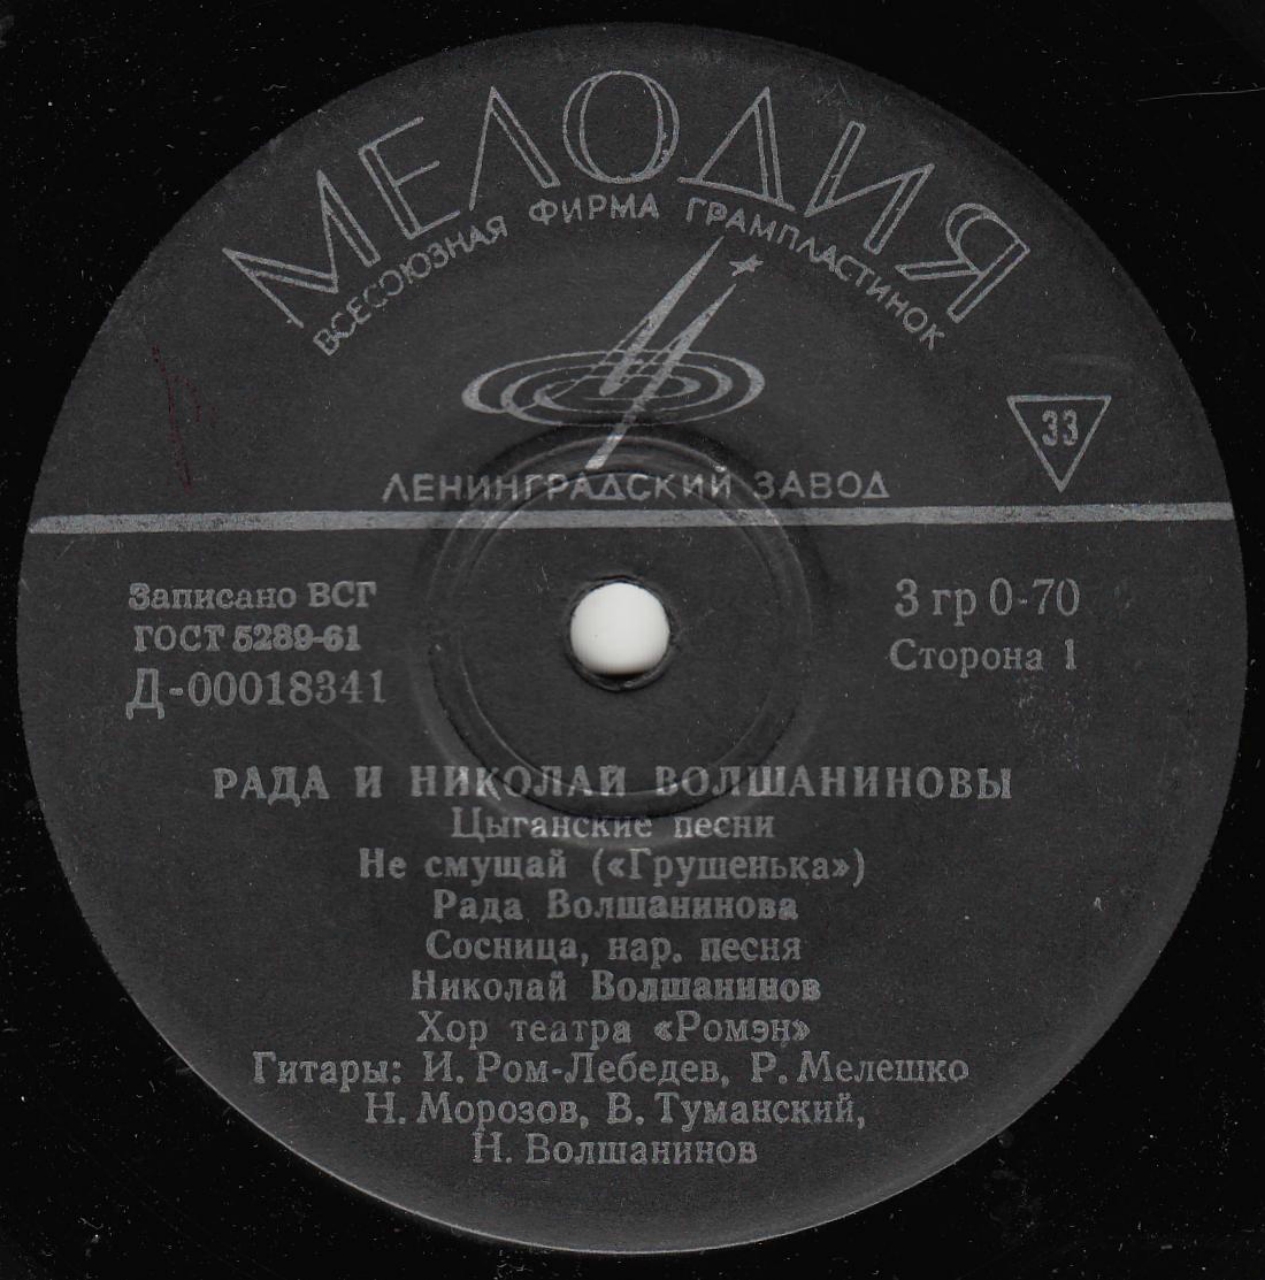 МЕЛОДИЯ
ВСЕСОЮЗНАЯ ФИРМА ГРАМПЛАСТИНОК
33
ЛЕНИНГРАДСКИЙ ЗАВОД
Записано ВСГ
ГОСТ 5289-61
Д-00018341
3 гр 0-70
Сторона 1
РАДА И НИКОЛАЙ ВОЛШАНИНОВЫ
Цыганские песни
Не смущай («Грушенька»)
Рада Волшанинова
Сосница, нар. песня
Николай Волшанинов
Хор театра «Ромэн»
Гитары: И. Ром-Лебедев, Р. Мелешко
Н. Морозов, В. Туманский,
Н. Волшанинов